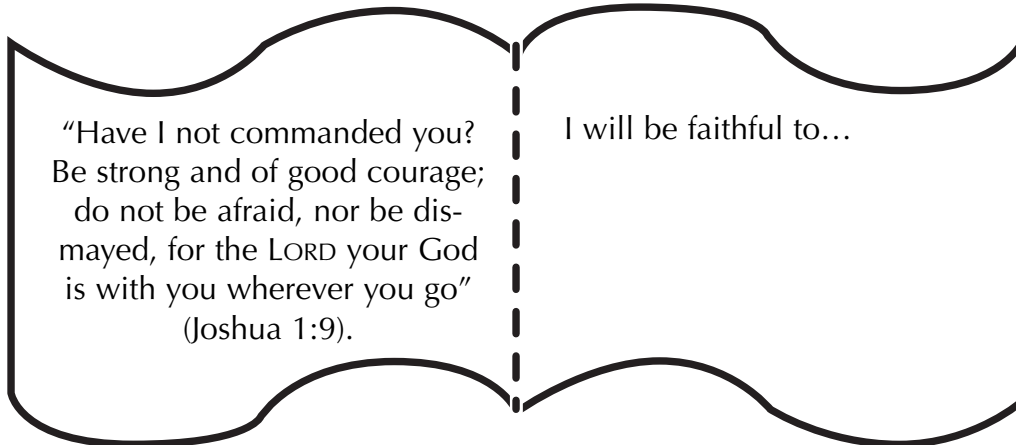 “Have I not commanded you?
Be strong and of good courage;
do not be afraid, nor be dis-
mayed, for the LORD your God
is with you wherever you go”
(Joshua 1:9).
I will be faithful to…